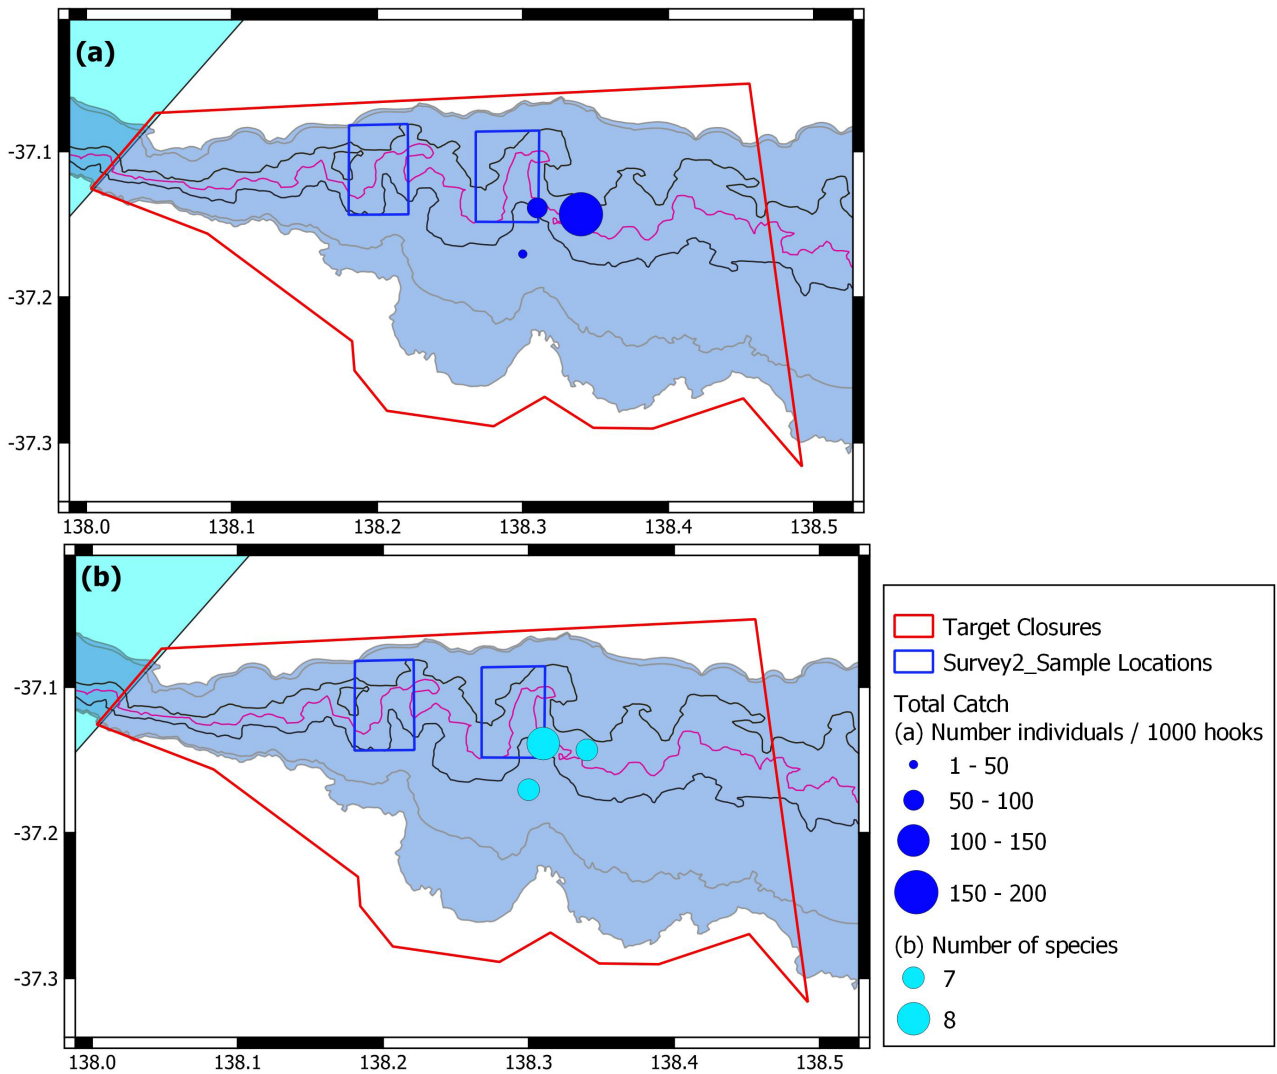 (a)
-37.1
-37.2
-37.3
138.0 138.1 138.2 138.3 138.4 138.5
(b)
-37.1
-37.2
-37.3
138.0 138.1 138.2 138.3 138.4 138.5
Target Closures
Survey2_Sample Locations
Total Catch
(a) Number individuals / 1000 hooks
1 - 50
50 - 100
100 - 150
150 - 200
(b) Number of species
7
8